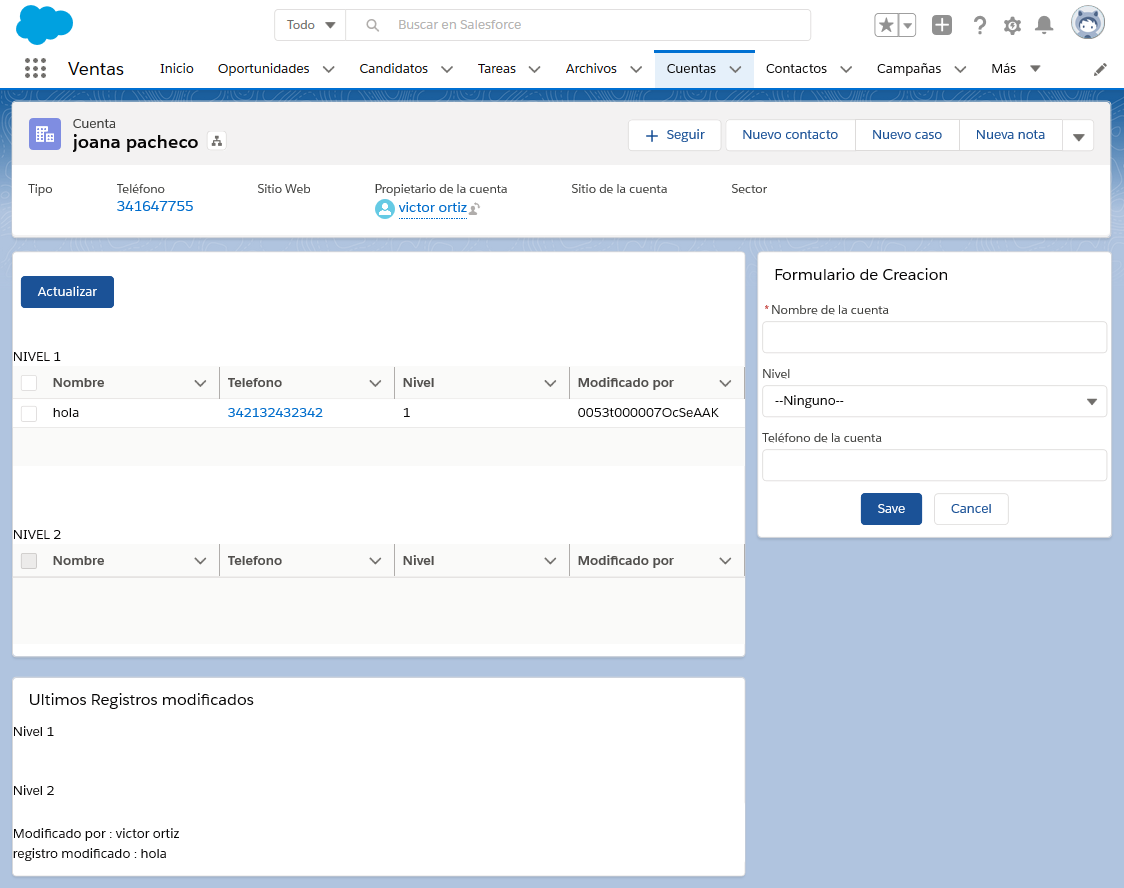 Todo
Buscar en Salesforce
Ventas Inicio Oportunidades Candidatos Tareas Archivos Cuentas Contactos Campañas Más
Cuenta
joana pacheco
Seguir Nuevo contacto Nuevo caso Nueva nota
Tipo Teléfono Sitio Web Propietario de la cuenta Sitio de la cuenta Sector
341647755 victor ortiz
Actualizar
NIVEL 1
Nombre Telefono Nivel Modificado por
hola 342132432342 1 0053t000007OcSeAAK
NIVEL 2
Nombre Telefono Nivel Modificado por
Formulario de Creacion
*Nombre de la cuenta
Nivel
--Ninguno--
Teléfono de la cuenta
Save Cancel
Ultimos Registros modificados
Nivel 1
Nivel 2
Modificado por : victor ortiz
registro modificado : hola